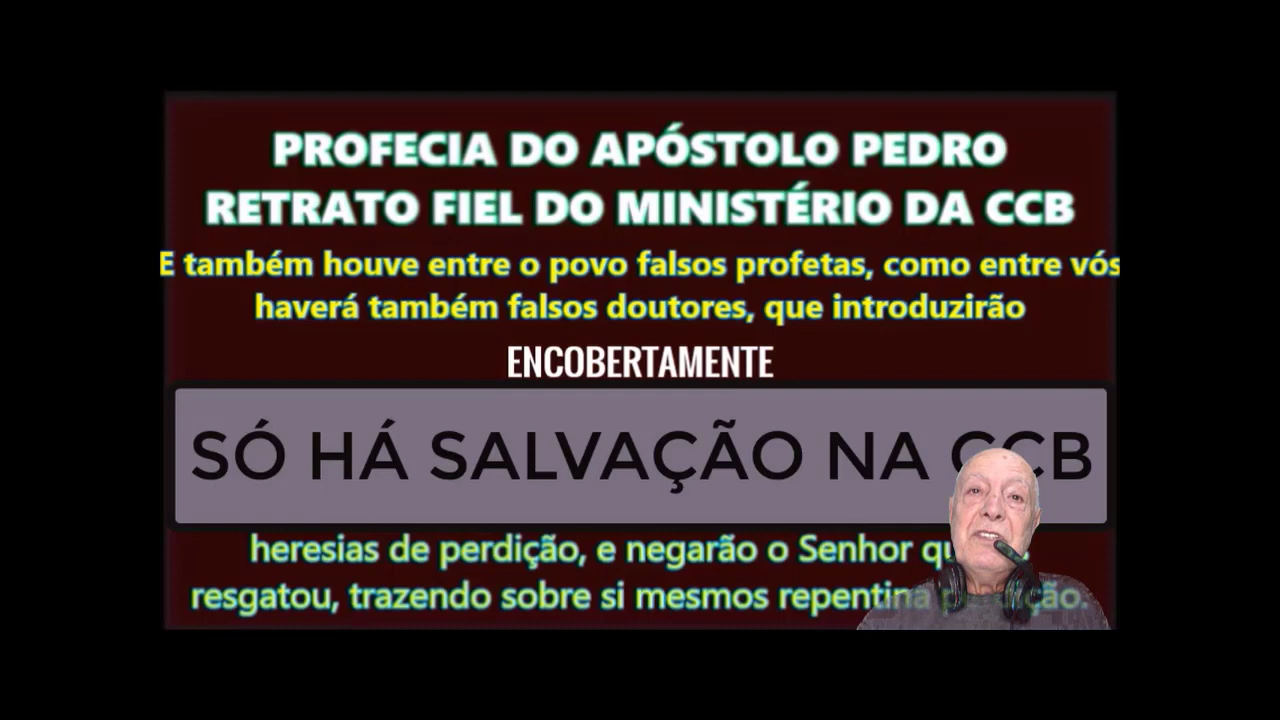 PROFECIA DO APÓSTOLO PEDRO
RETRATO FIEL DO MINISTÉRIO DA CCB
E também houve entre o povo falsos profetas, como entre vós
haverá também falsos doutores, que introduzirão
ENCOBERTAMENTE
SÓ HÁ SALVAÇÃO NA CCB
heresias de perdição, e negarão o Senhor
resgatou, trazendo sobre si mesmos repentina perdição.